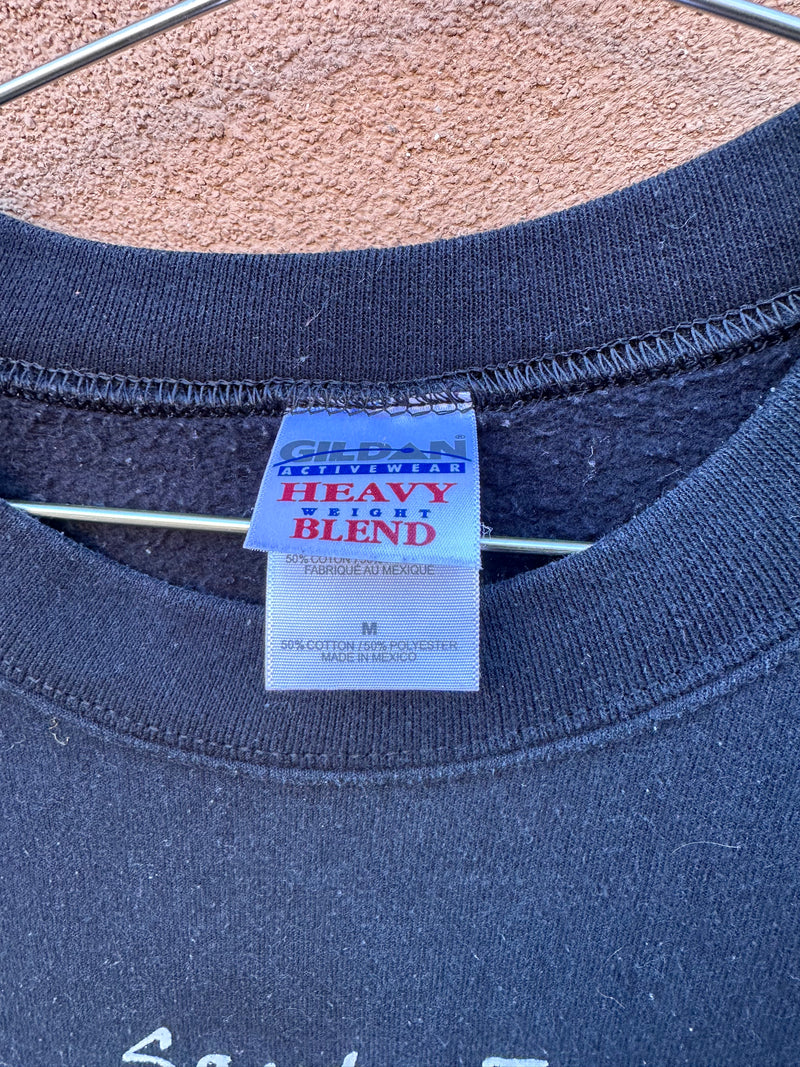 GILDAN®
ACTIVEWEAR
HEAVY
WEIGHT
BLEND
FABRIQUÉ AU MEXIQUE
M
50% COTTON / 50% POLYESTER
MADE IN MEXICO